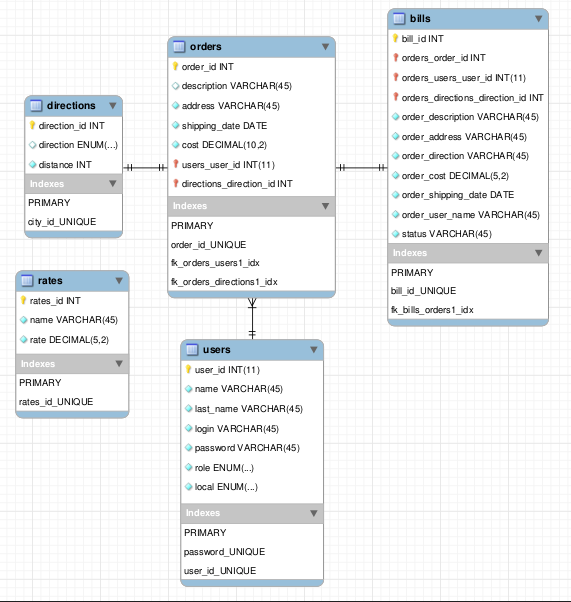 directions
direction_id INT
direction ENUM(...)
distance INT
Indexes
PRIMARY
city_id_UNIQUE
orders
order_id INT
description VARCHAR(45)
address VARCHAR(45)
shipping_date DATE
cost DECIMAL(10,2)
users_user_id INT(11)
directions_direction_id INT
Indexes
PRIMARY
order_id_UNIQUE
fk_orders_users1_idx
fk_orders_directions1_idx
bills
bill_id INT
orders_order_id INT
orders_users_user_id INT(11)
orders_directions_direction_id INT
order_description VARCHAR(45)
order_address VARCHAR(45)
order_direction VARCHAR(45)
order_cost DECIMAL(5,2)
order_shipping_date DATE
order_user_name VARCHAR(45)
status VARCHAR(45)
Indexes
PRIMARY
bill_id_UNIQUE
fk_bills_orders1_idx
rates
rates_id INT
name VARCHAR(45)
rate DECIMAL(5,2)
Indexes
PRIMARY
rates_id_UNIQUE
users
user_id INT(11)
name VARCHAR(45)
last_name VARCHAR(45)
login VARCHAR(45)
password VARCHAR(45)
role ENUM(...)
local ENUM(...)
Indexes
PRIMARY
password_UNIQUE
user_id_UNIQUE